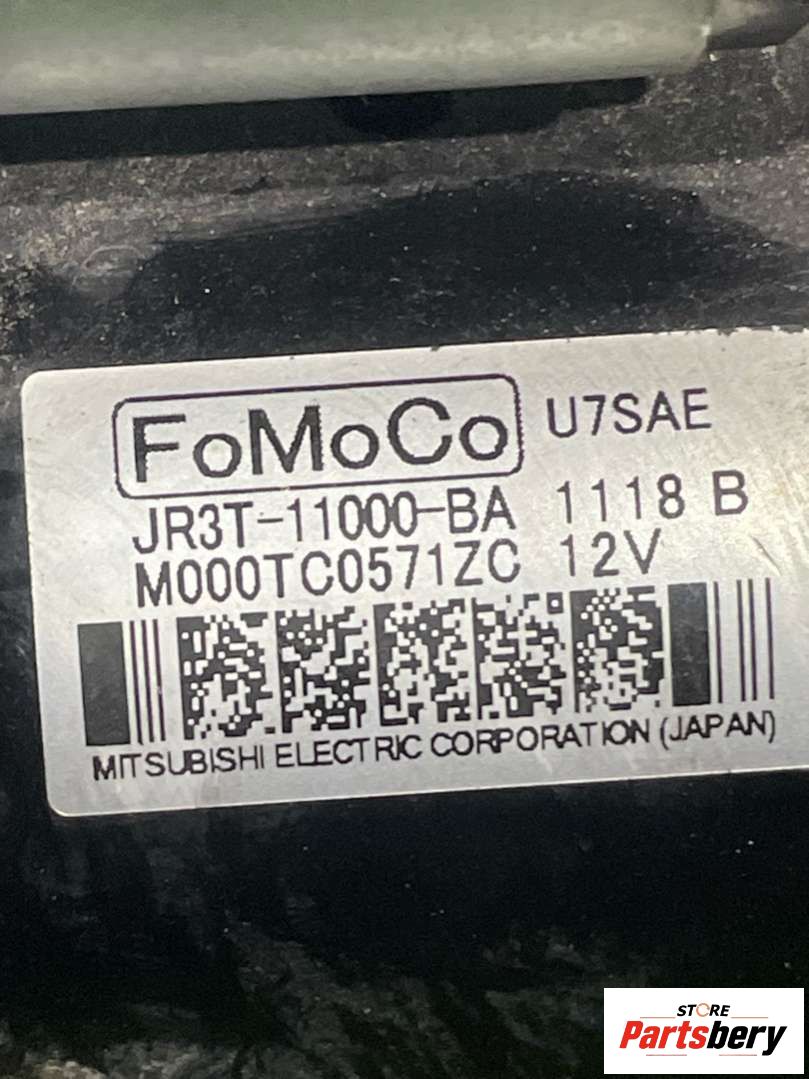 FoMoCo U7SAE
JR3T-11000-BA 1118 B
M000TC0571ZC 12V
MITSUBISHI ELECTRIC CORPORATION (JAPAN)
STORE
Partsbery